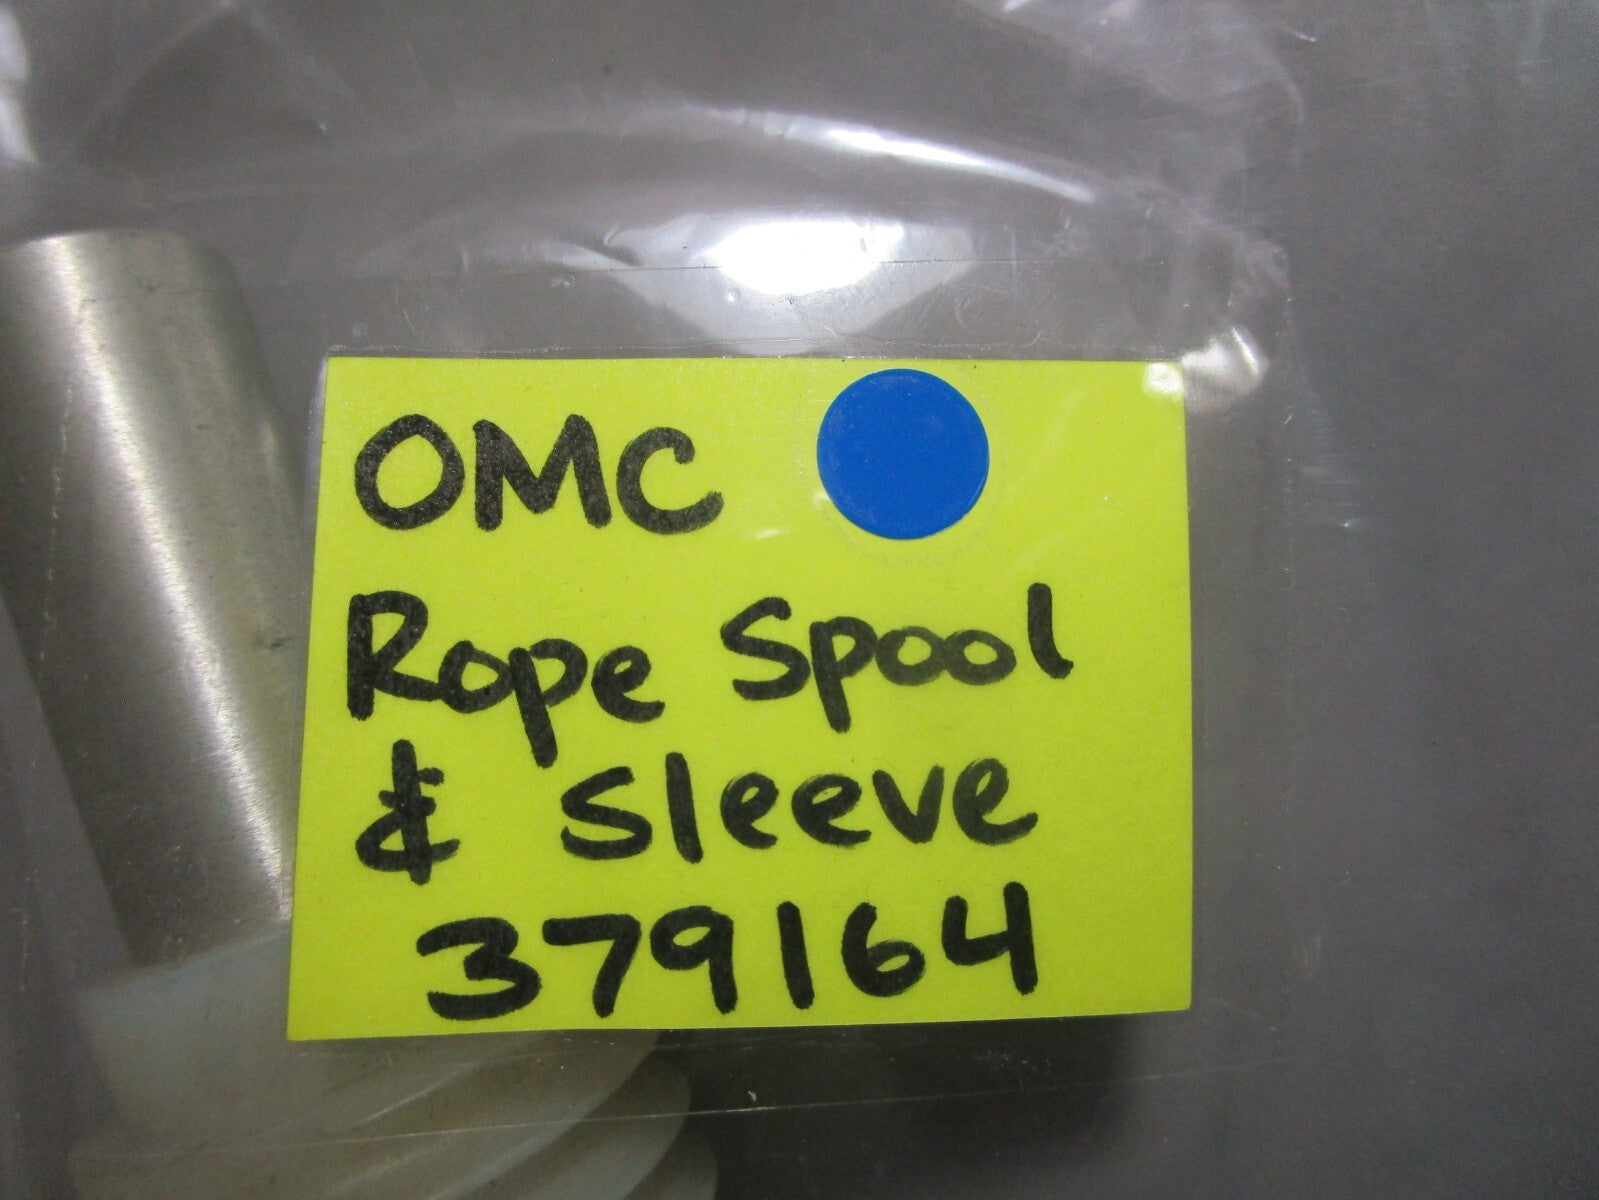 OMC
Rope Spool
& Sleeve
379164